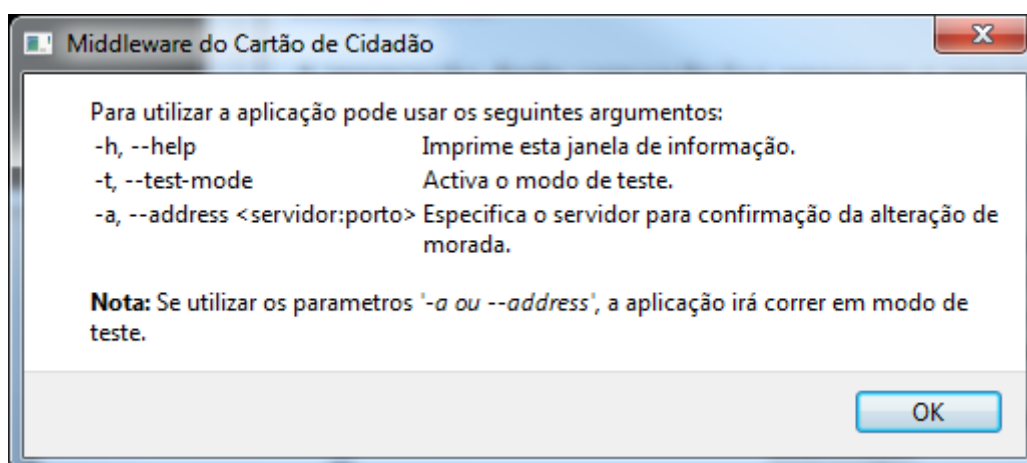 Middleware do Cartão de Cidadão
Para utilizar a aplicação pode usar os seguintes argumentos:
-h, --help Imprime esta janela de informação.
-t, --test-mode Activa o modo de teste.
-a, --address <servidor:porto> Especifica o servidor para confirmação da alteração de
morada.
Nota: Se utilizar os parametros '-a ou --address', a aplicação irá correr em modo de
teste.
OK